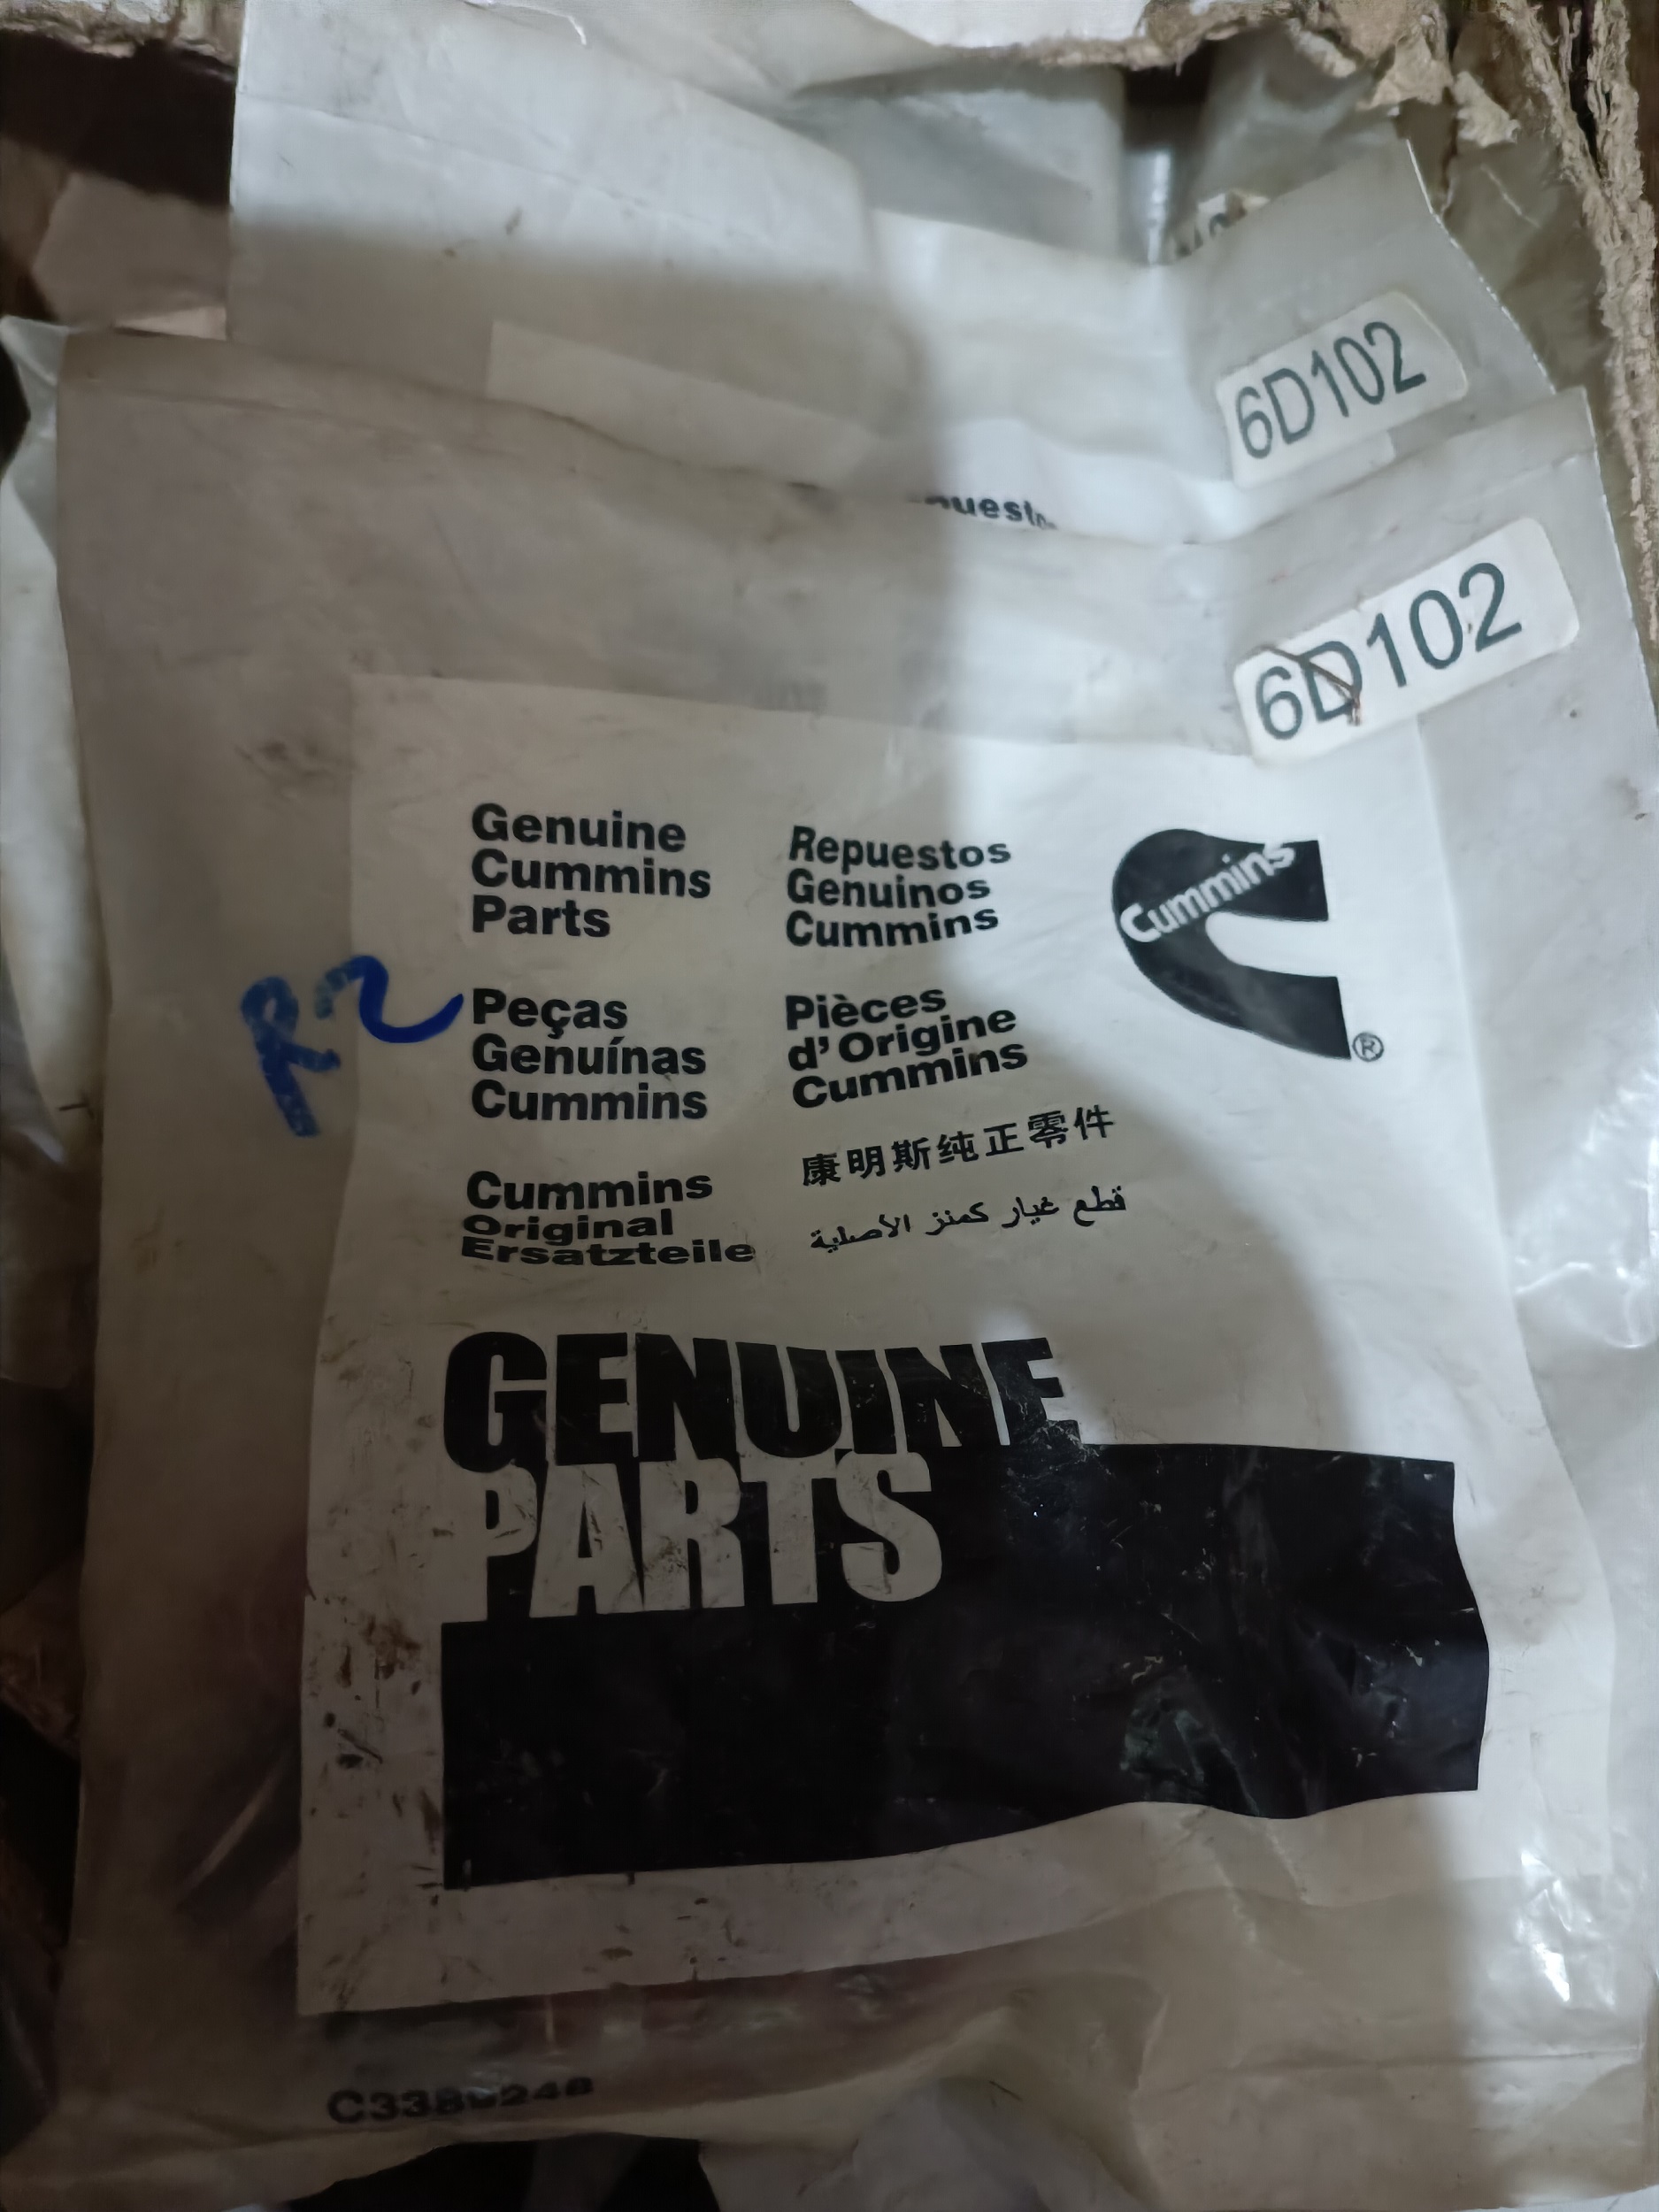 6D102
6D102
Genuine
Cummins
Parts
Repuestos
Genuinos
Cummins
Cummins
®
R2
Peças
Genuínas
Cummins
Pièces
d'Origine
Cummins
Cummins
Original
Ersatzteile
康明斯纯正零件
قطع غيار كمنز الأصلية
GENUINE
PARTS